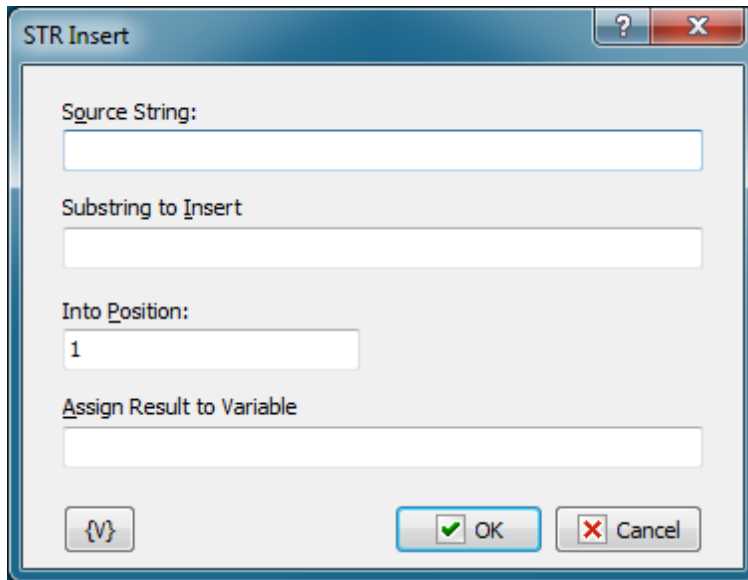 STR Insert
?
Source String:
Substring to Insert
Into Position:
1
Assign Result to Variable
{V}
OK
Cancel